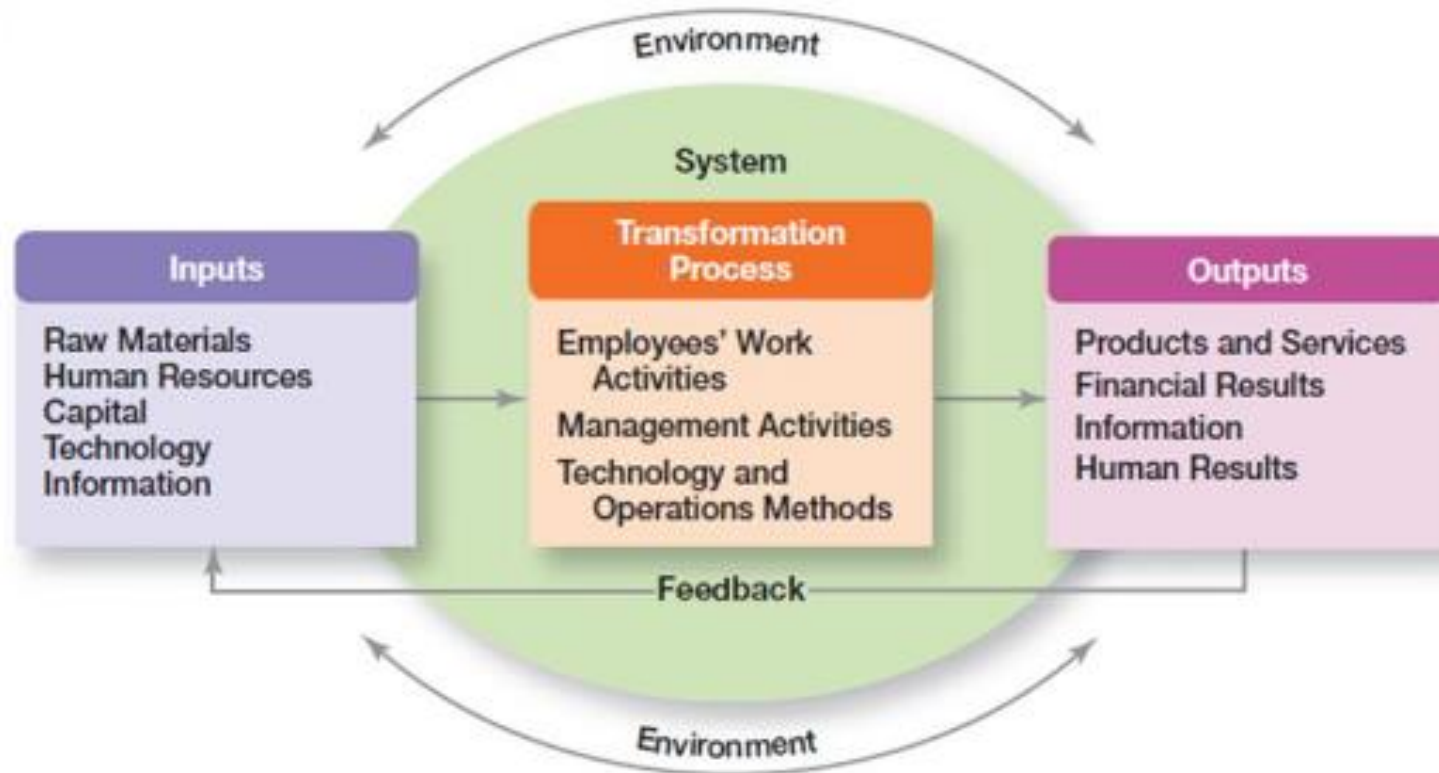 Environment
System
Inputs
Raw Materials
Human Resources
Capital
Technology
Information
Transformation
Process
Employees' Work
Activities
Management Activities
Technology and
Operations Methods
Outputs
Products and Services
Financial Results
Information
Human Results
Feedback
Environment